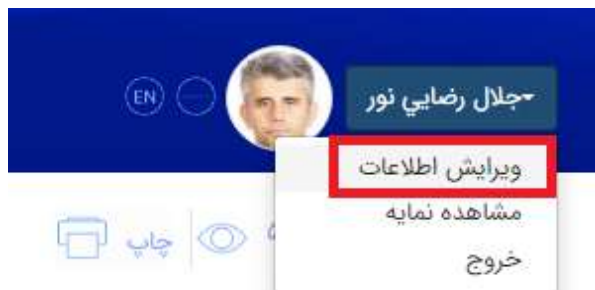 جلال رضايي نور
EN
ویرایش اطلاعات
مشاهده نمایه
خروج
چاپ